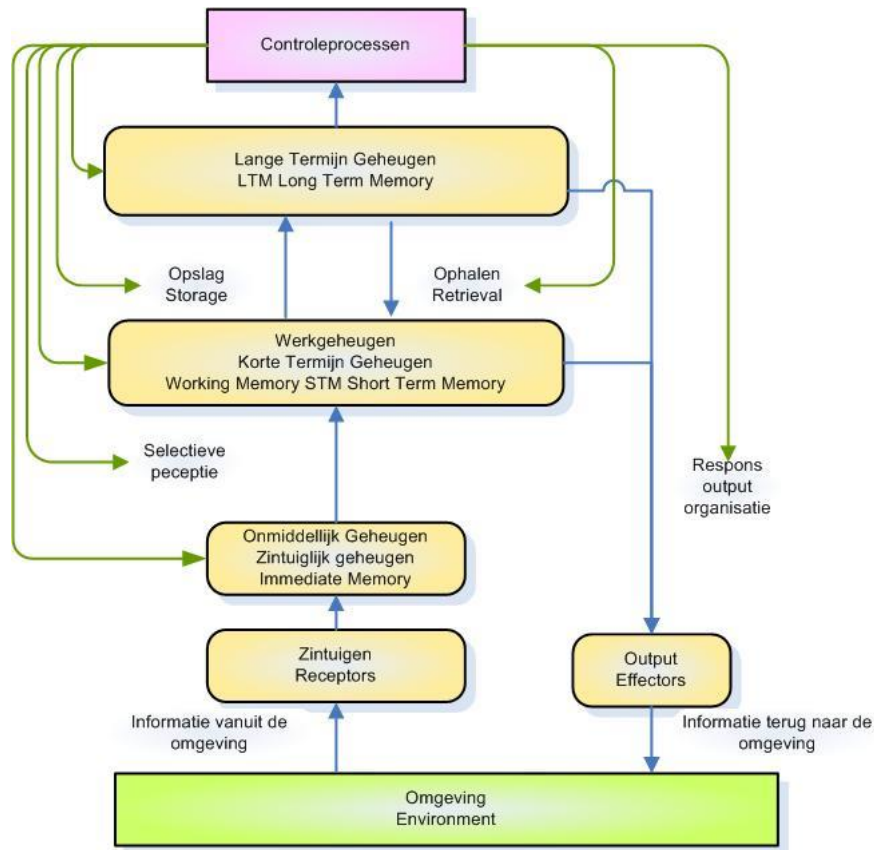 Controleprocessen
Lange Termijn Geheugen
LTM Long Term Memory
Opslag
Storage
Ophalen
Retrieval
Werkgeheugen
Korte Termijn Geheugen
Working Memory STM Short Term Memory
Selectieve
peceptie
Respons
output
organisatie
Onmiddellijk Geheugen
Zintuiglijk geheugen
Immediate Memory
Zintuigen
Receptors
Output
Effectors
Informatie vanuit de
omgeving
Informatie terug naar de
omgeving
Omgeving
Environment